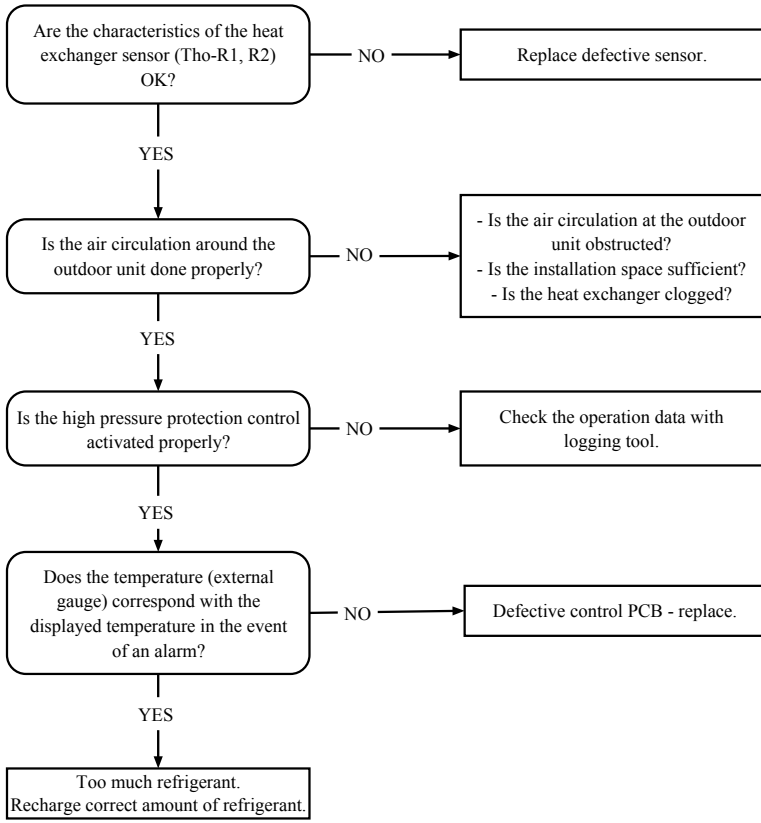 Are the characteristics of the heat
exchanger sensor (Tho-R1, R2)
OK?
NO
Replace defective sensor.
YES
Is the air circulation around the
outdoor unit done properly?
NO
- Is the air circulation at the outdoor
unit obstructed?
- Is the installation space sufficient?
- Is the heat exchanger clogged?
YES
Is the high pressure protection control
activated properly?
NO
Check the operation data with
logging tool.
YES
Does the temperature (external
gauge) correspond with the
displayed temperature in the event
of an alarm?
NO
Defective control PCB - replace.
YES
Too much refrigerant.
Recharge correct amount of refrigerant.